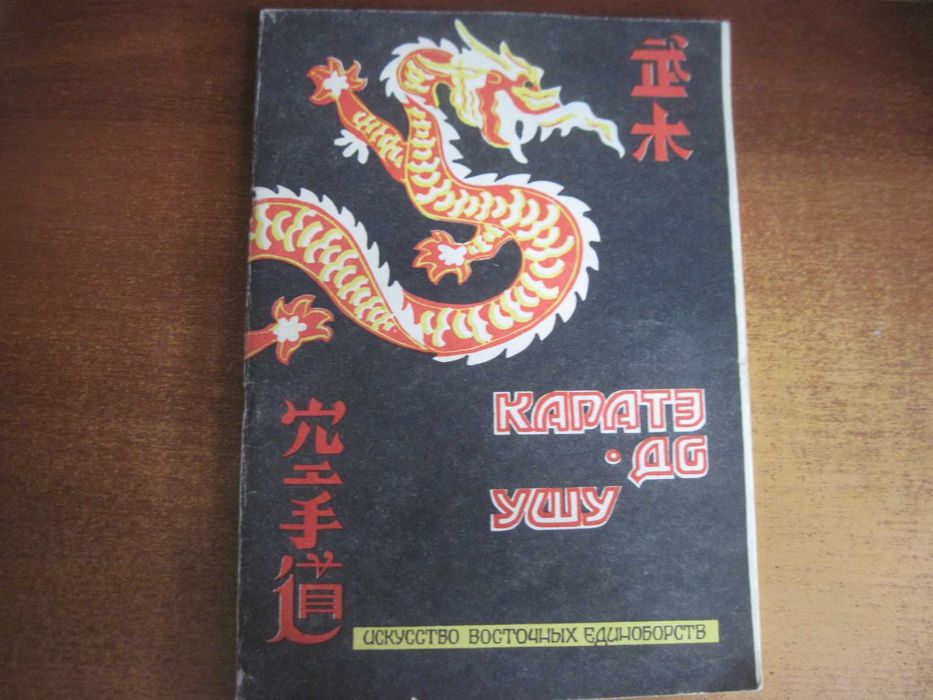 武术
КАРАТЭ
•ДО
УШУ
空手道
ИСКУССТВО ВОСТОЧНЫХ ЕДИНОБОРСТВ